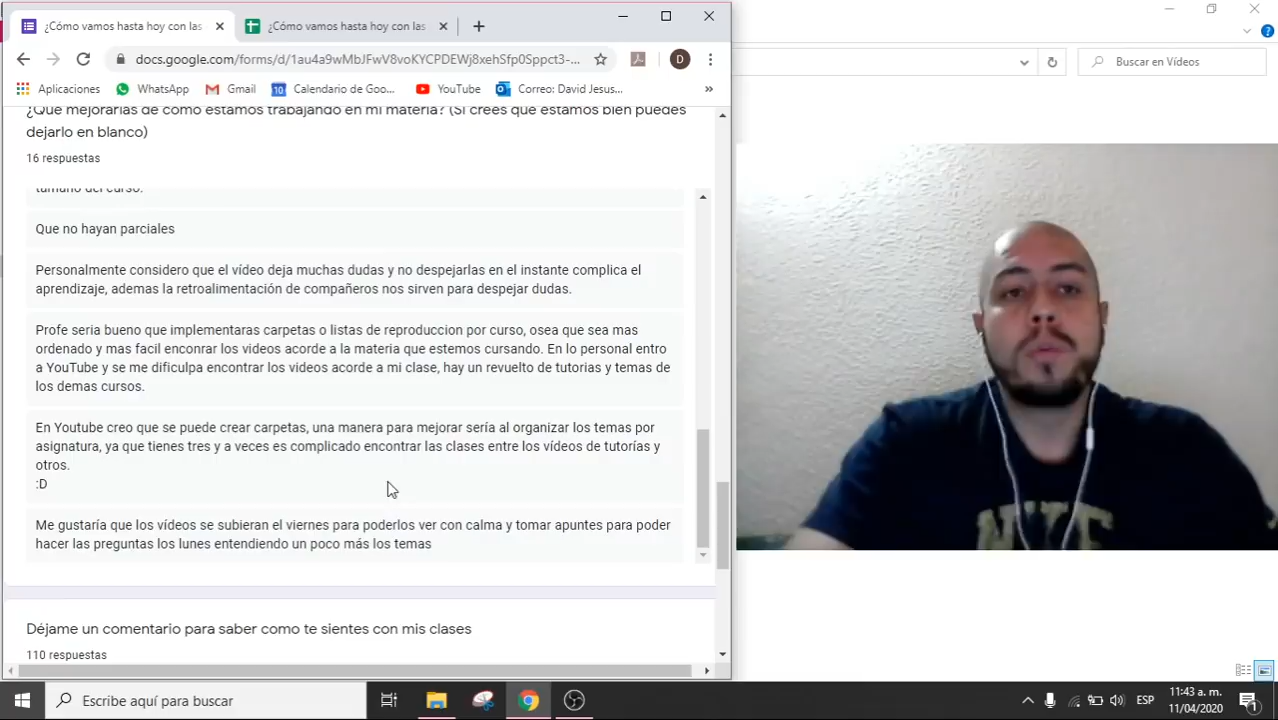 ¿Cómo vamos hasta hoy con las
¿Cómo vamos hasta hoy con las
docs.google.com/forms/d/1au4a9wMbJFwV8voKYCPDEWj8xehSfp0Sppct3-...
D
Aplicaciones
WhatsApp
Gmail
Calendario de Goo...
YouTube
Correo: David Jesus...
»
Buscar en Vídeos
¿Qué mejorarías de cómo estamos trabajando en mi materia? (Si crees que estamos bien puedes
dejarlo en blanco)
16 respuestas
tamaño del curso.
Que no hayan parciales
Personalmente considero que el vídeo deja muchas dudas y no despejarlas en el instante complica el
aprendizaje, ademas la retroalimentación de compañeros nos sirven para despejar dudas.
Profe seria bueno que implementaras carpetas o listas de reproduccion por curso, osea que sea mas
ordenado y mas facil enconrar los videos acorde a la materia que estemos cursando. En lo personal entro
a YouTube y se me dificulpa encontrar los videos acorde a mi clase, hay un revuelto de tutorias y temas de
los demas cursos.
En Youtube creo que se puede crear carpetas, una manera para mejorar sería al organizar los temas por
asignatura, ya que tienes tres y a veces es complicado encontrar las clases entre los vídeos de tutorías y
otros.
:D
Me gustaría que los vídeos se subieran el viernes para poderlos ver con calma y tomar apuntes para poder
hacer las preguntas los lunes entendiendo un poco más los temas
Déjame un comentario para saber como te sientes con mis clases
110 respuestas
Escribe aquí para buscar
ESP
11:43 a. m.
11/04/2020